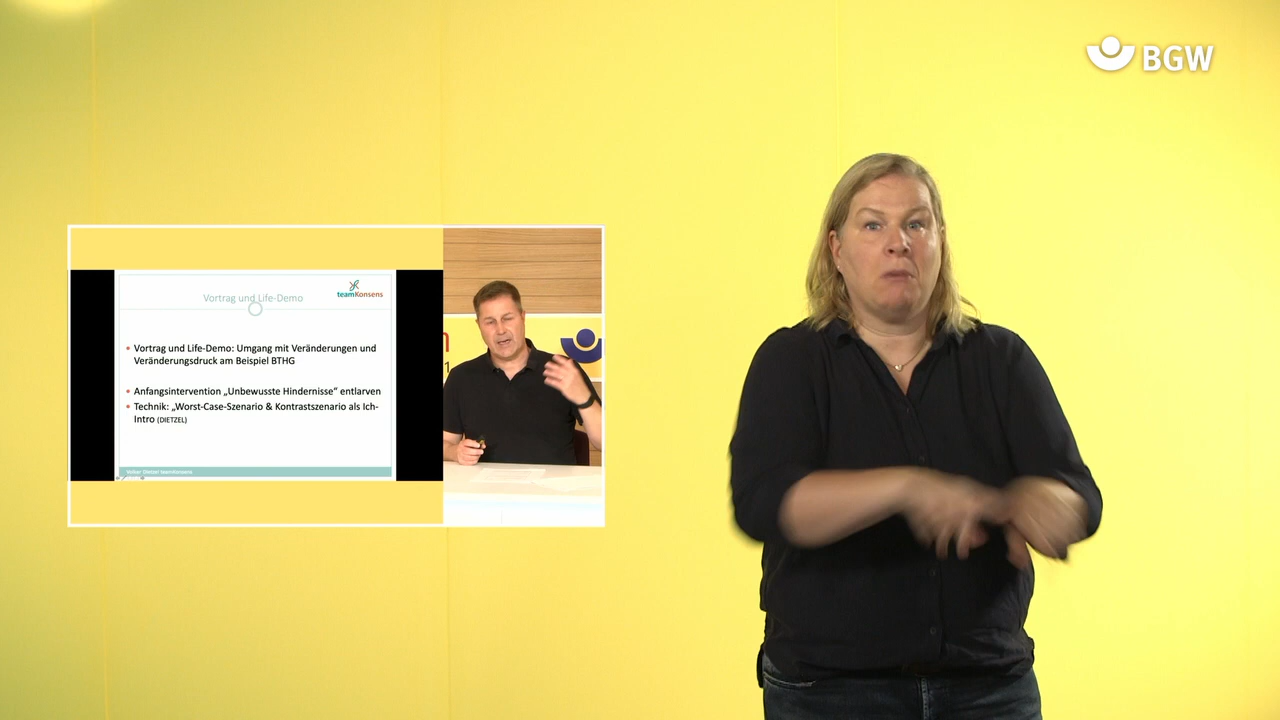 BGW
teamKonsens
Vortrag und Life-Demo
Vortrag und Life-Demo: Umgang mit Veränderungen und
Veränderungsdruck am Beispiel BTHG
Anfangsintervention „Unbewusste Hindernisse“ entlarven
Technik: „Worst-Case-Szenario & Kontrastszenario als Ich-
Intro (DIETZEL)
Volker Dietzel teamkonsens